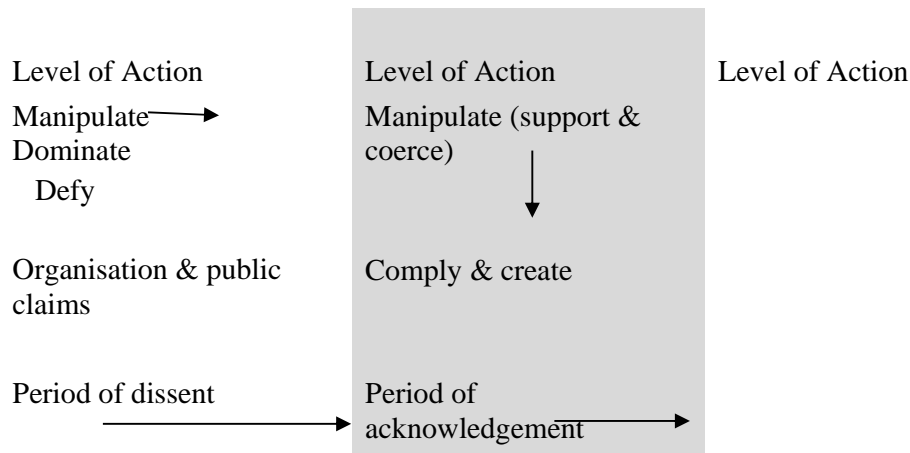 Level of Action
Manipulate
Dominate
Defy
Organisation & public
claims
Period of dissent
Level of Action
Manipulate (support &
coerce)
Comply & create
Period of
acknowledgement
Level of Action